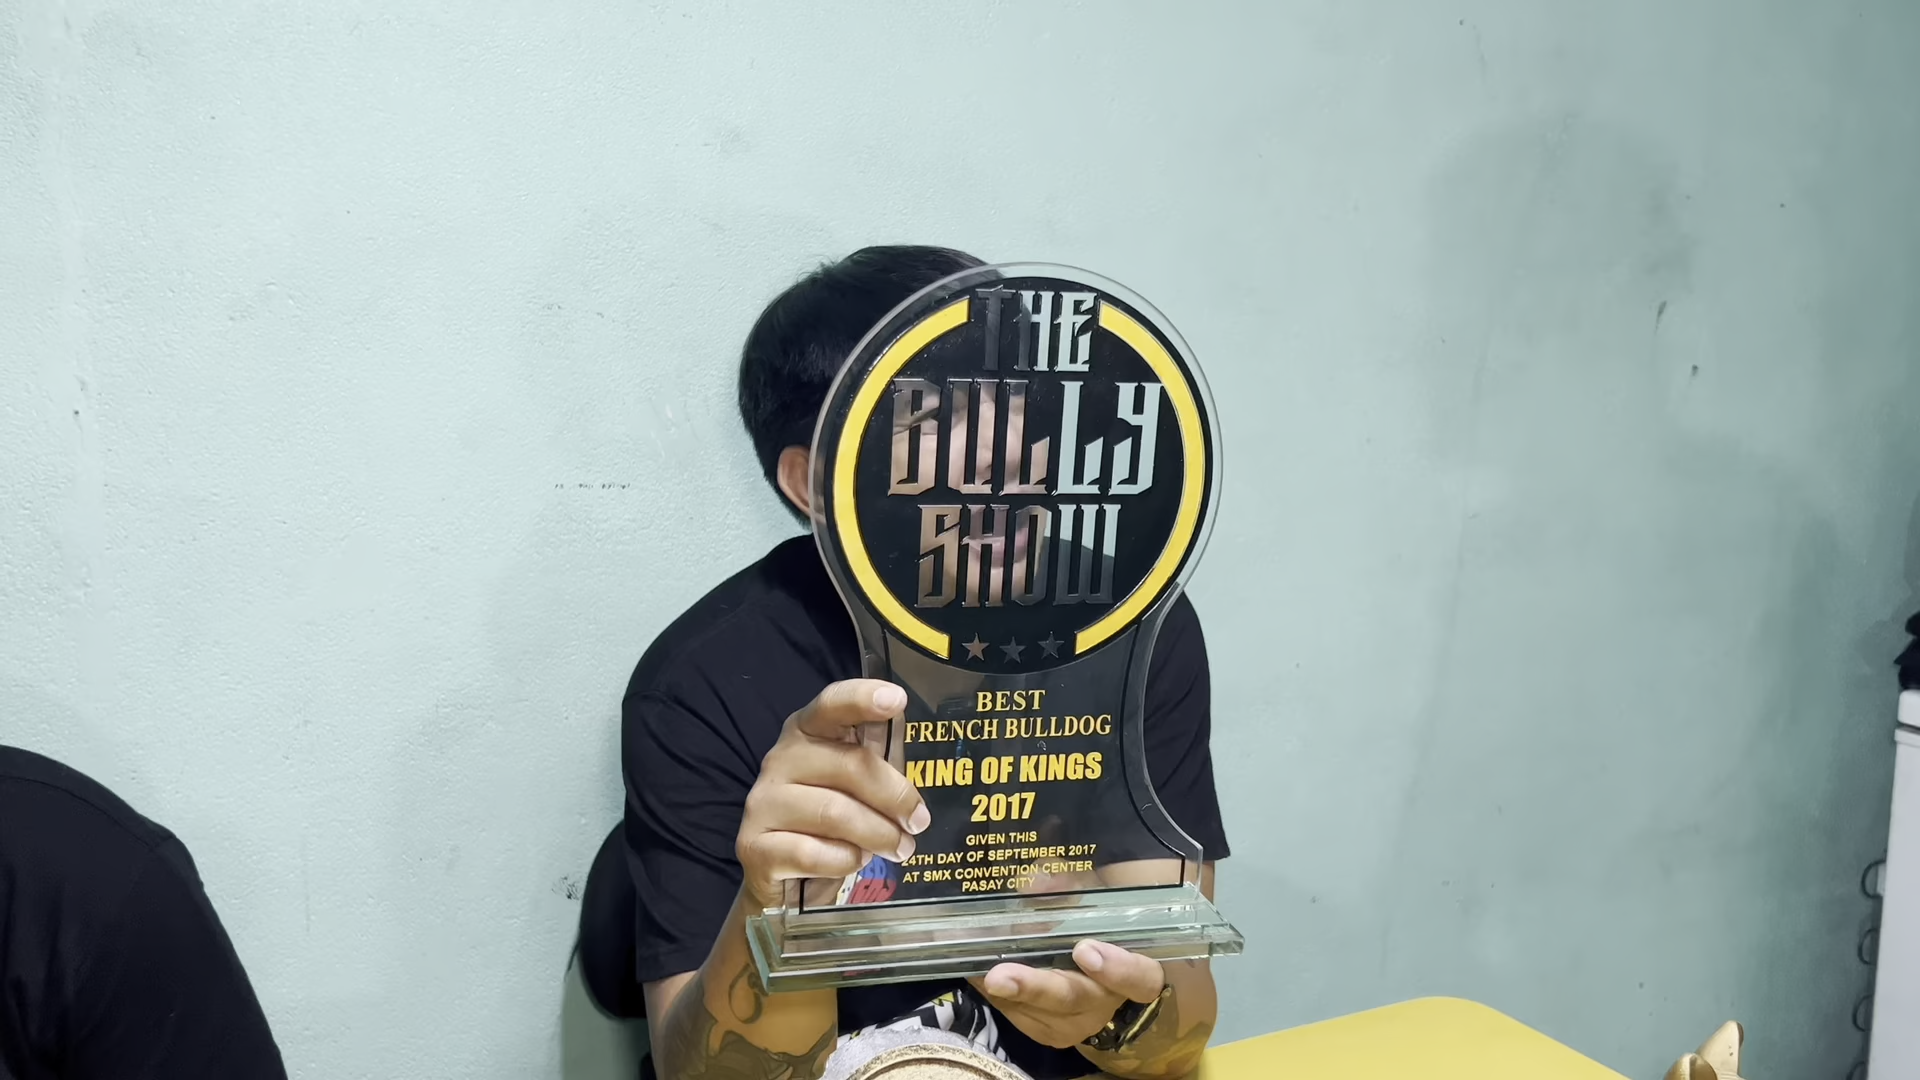 THE
BULLY
SHOW
BEST
FRENCH BULLDOG
KING OF KINGS
2017
GIVEN THIS
24TH DAY OF SEPTEMBER 2017
AT SMX CONVENTION CENTER
PASAY CITY